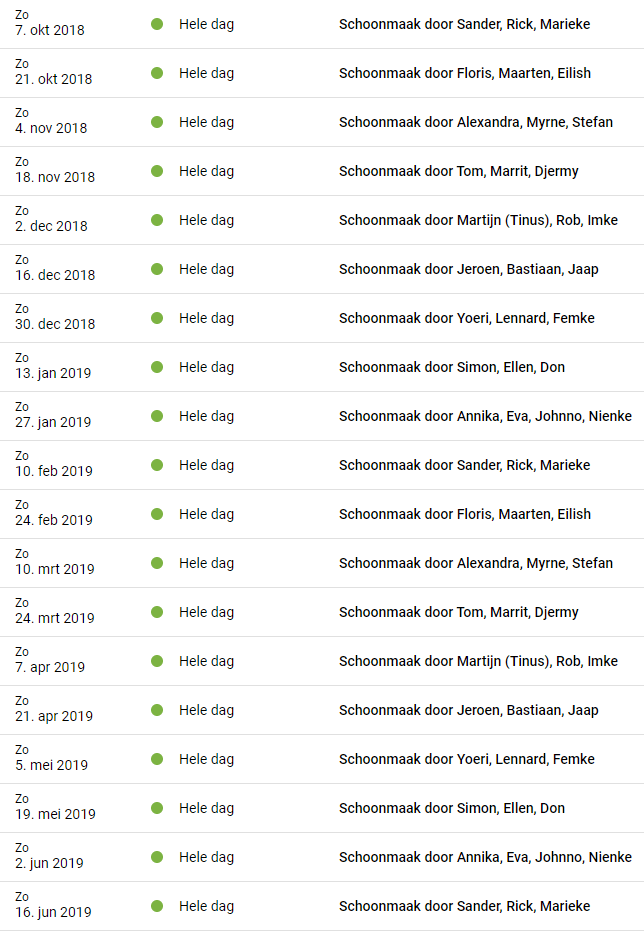 Zo
7. okt 2018
Hele dag
Schoonmaak door Sander, Rick, Marieke
Zo
21. okt 2018
Hele dag
Schoonmaak door Floris, Maarten, Eilish
Zo
4. nov 2018
Hele dag
Schoonmaak door Alexandra, Myrne, Stefan
Zo
18. nov 2018
Hele dag
Schoonmaak door Tom, Marrit, Djermy
Zo
2. dec 2018
Hele dag
Schoonmaak door Martijn (Tinus), Rob, Imke
Zo
16. dec 2018
Hele dag
Schoonmaak door Jeroen, Bastiaan, Jaap
Zo
30. dec 2018
Hele dag
Schoonmaak door Yoeri, Lennard, Femke
Zo
13. jan 2019
Hele dag
Schoonmaak door Simon, Ellen, Don
Zo
27. jan 2019
Hele dag
Schoonmaak door Annika, Eva, Johnno, Nienke
Zo
10. feb 2019
Hele dag
Schoonmaak door Sander, Rick, Marieke
Zo
24. feb 2019
Hele dag
Schoonmaak door Floris, Maarten, Eilish
Zo
10. mrt 2019
Hele dag
Schoonmaak door Alexandra, Myrne, Stefan
Zo
24. mrt 2019
Hele dag
Schoonmaak door Tom, Marrit, Djermy
Zo
7. apr 2019
Hele dag
Schoonmaak door Martijn (Tinus), Rob, Imke
Zo
21. apr 2019
Hele dag
Schoonmaak door Jeroen, Bastiaan, Jaap
Zo
5. mei 2019
Hele dag
Schoonmaak door Yoeri, Lennard, Femke
Zo
19. mei 2019
Hele dag
Schoonmaak door Simon, Ellen, Don
Zo
2. jun 2019
Hele dag
Schoonmaak door Annika, Eva, Johnno, Nienke
Zo
16. jun 2019
Hele dag
Schoonmaak door Sander, Rick, Marieke